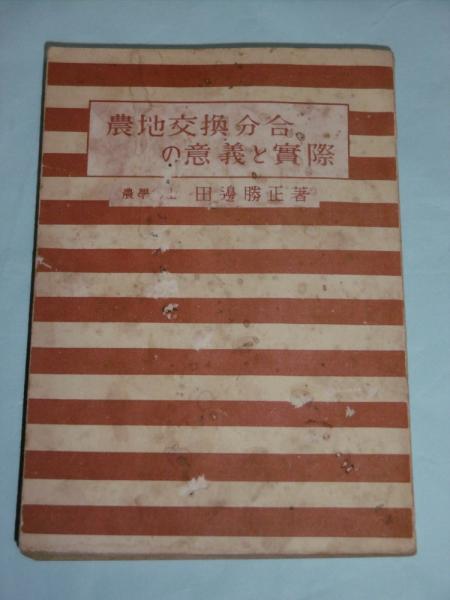 農地交換分合
の意義と實際
農學 士 田邊勝正著